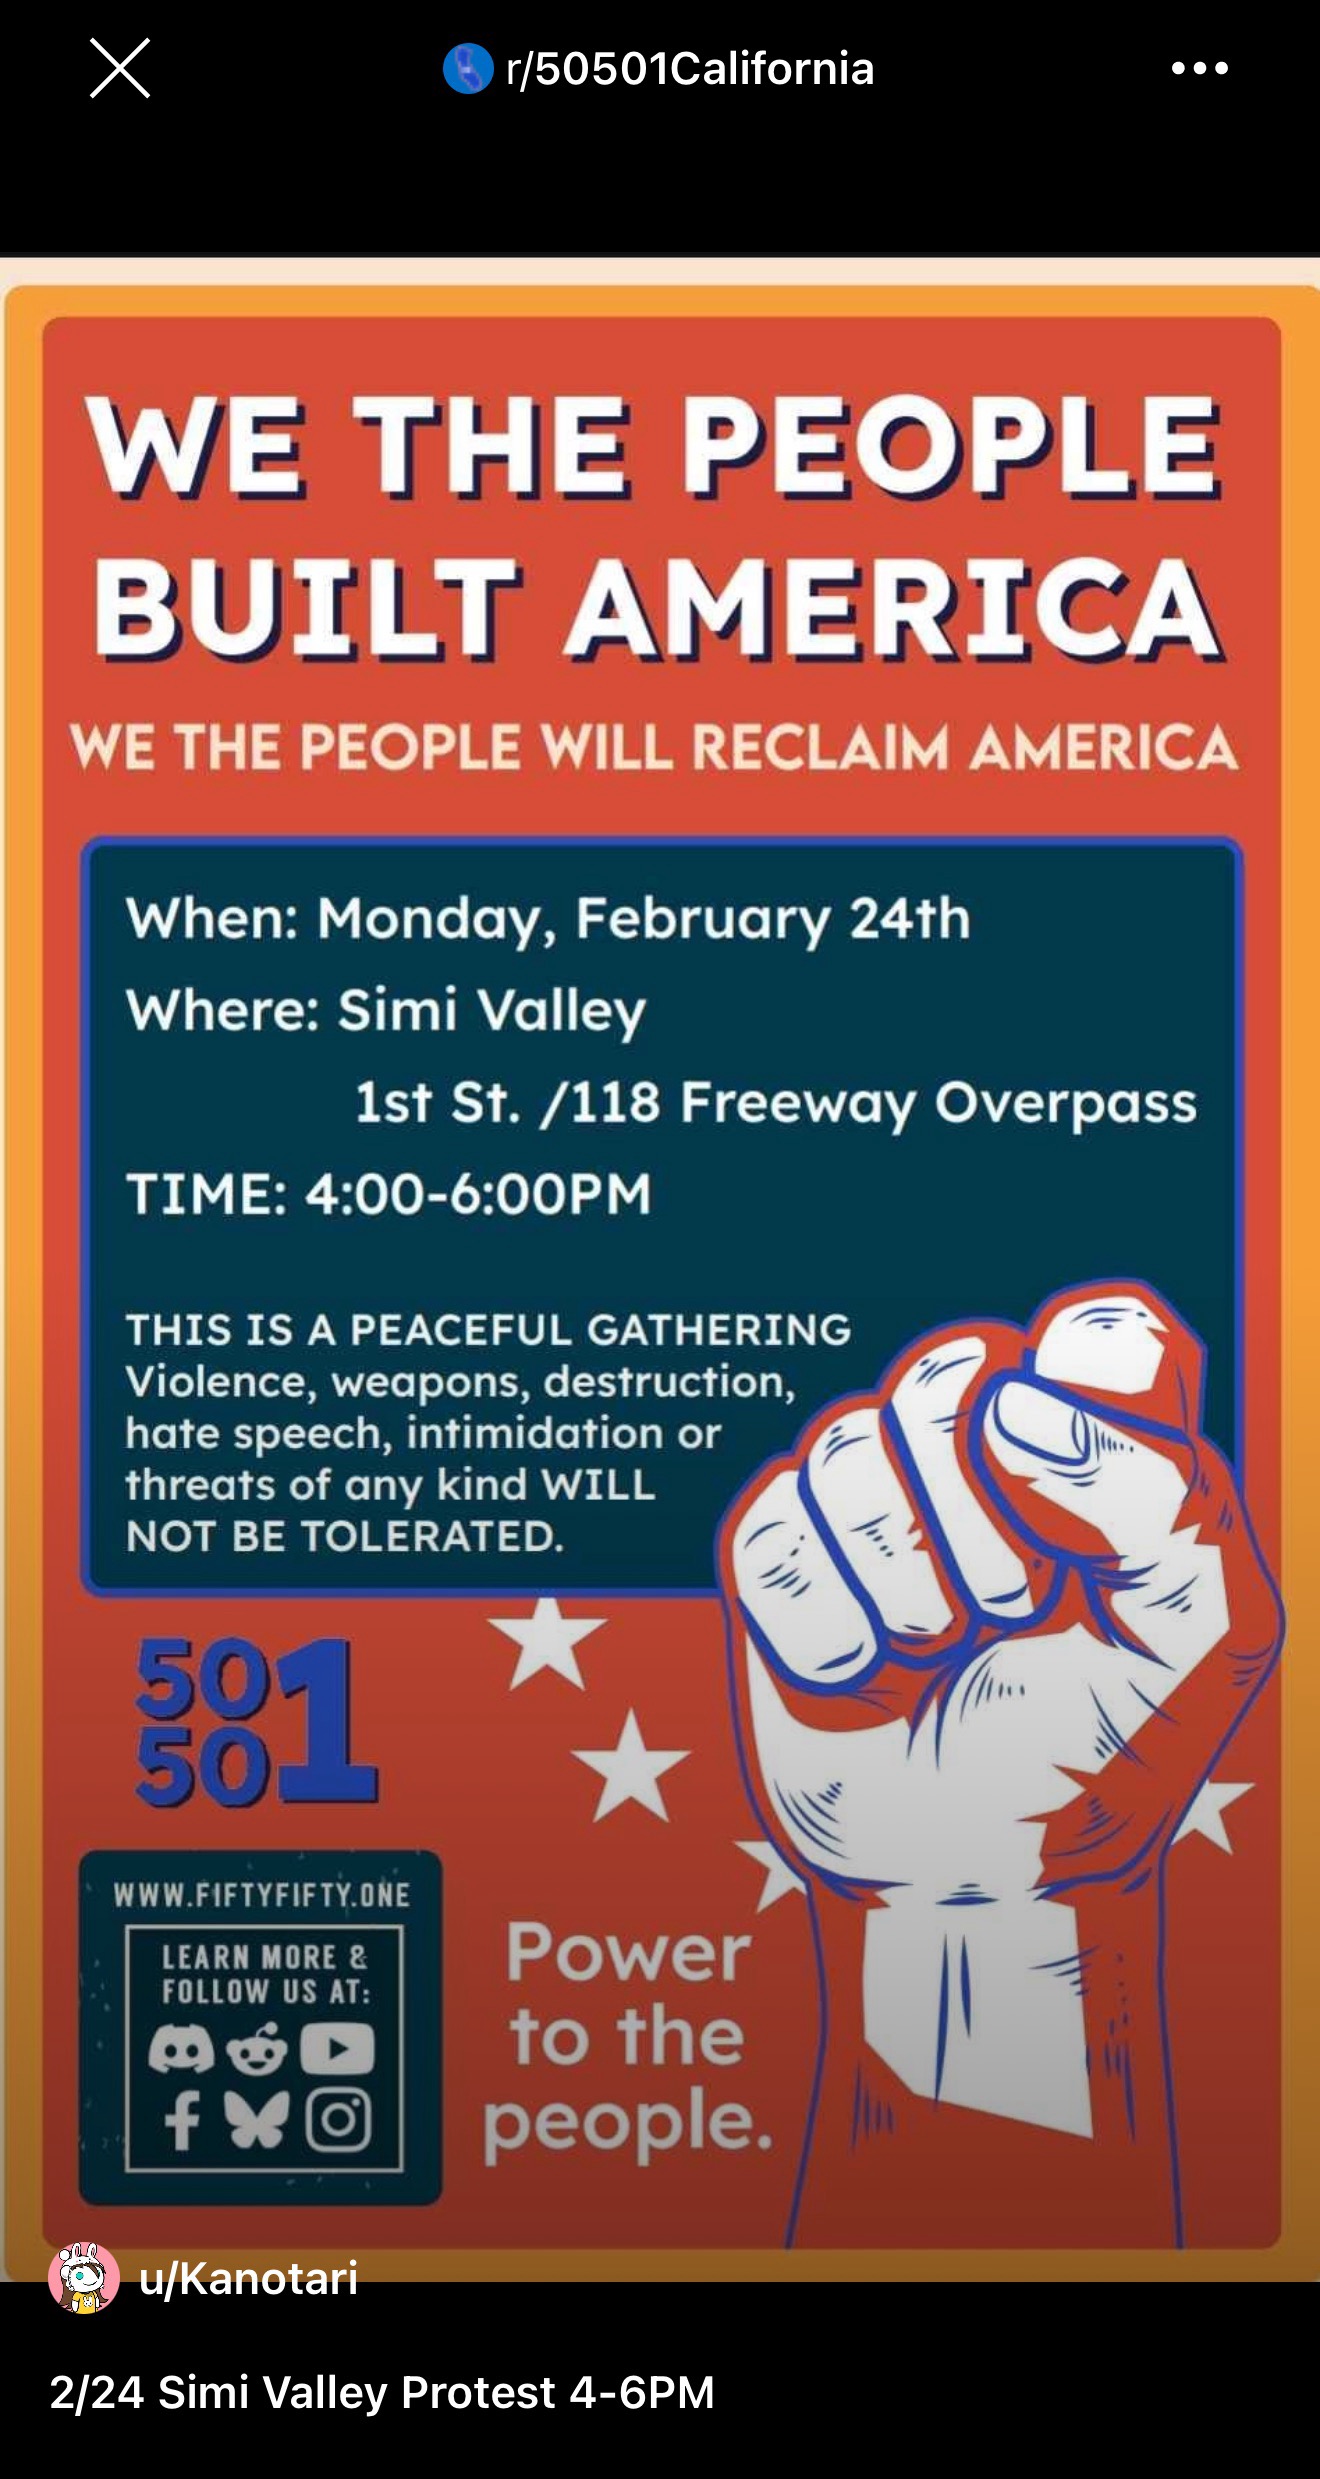 r/50501California
WE THE PEOPLE
BUILT AMERICA
WE THE PEOPLE WILL RECLAIM AMERICA
When: Monday, February 24th
Where: Simi Valley
1st St. /118 Freeway Overpass
TIME: 4:00-6:00PM
THIS IS A PEACEFUL GATHERING
Violence, weapons, destruction,
hate speech, intimidation or
threats of any kind WILL
NOT BE TOLERATED.
50
50
1
WWW.FIFTYFIFTY.ONE
LEARN MORE &
FOLLOW US AT:
Power
to the
people.
u/Kanotari
2/24 Simi Valley Protest 4-6PM